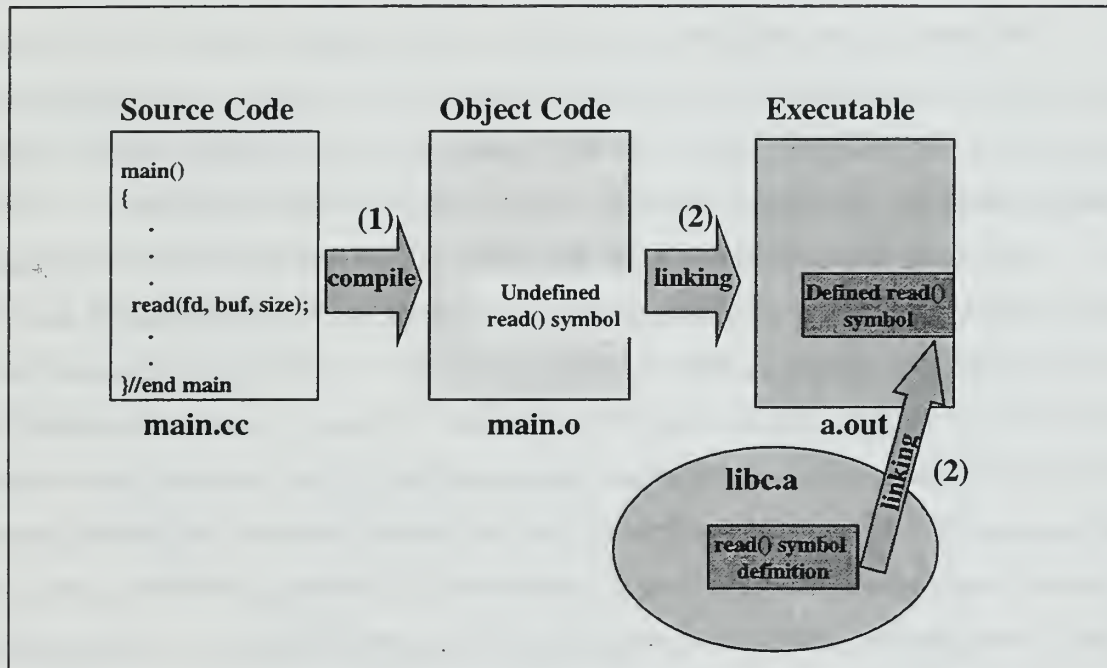 Source Code
main()
{
.
.
.
read(fd, buf, size);
.
.
}//end main
main.cc
(1)
compile
Object Code
Undefined
read() symbol
main.o
(2)
linking
Executable
Defined read()
symbol
a.out
linking
(2)
libc.a
read() symbol
definition